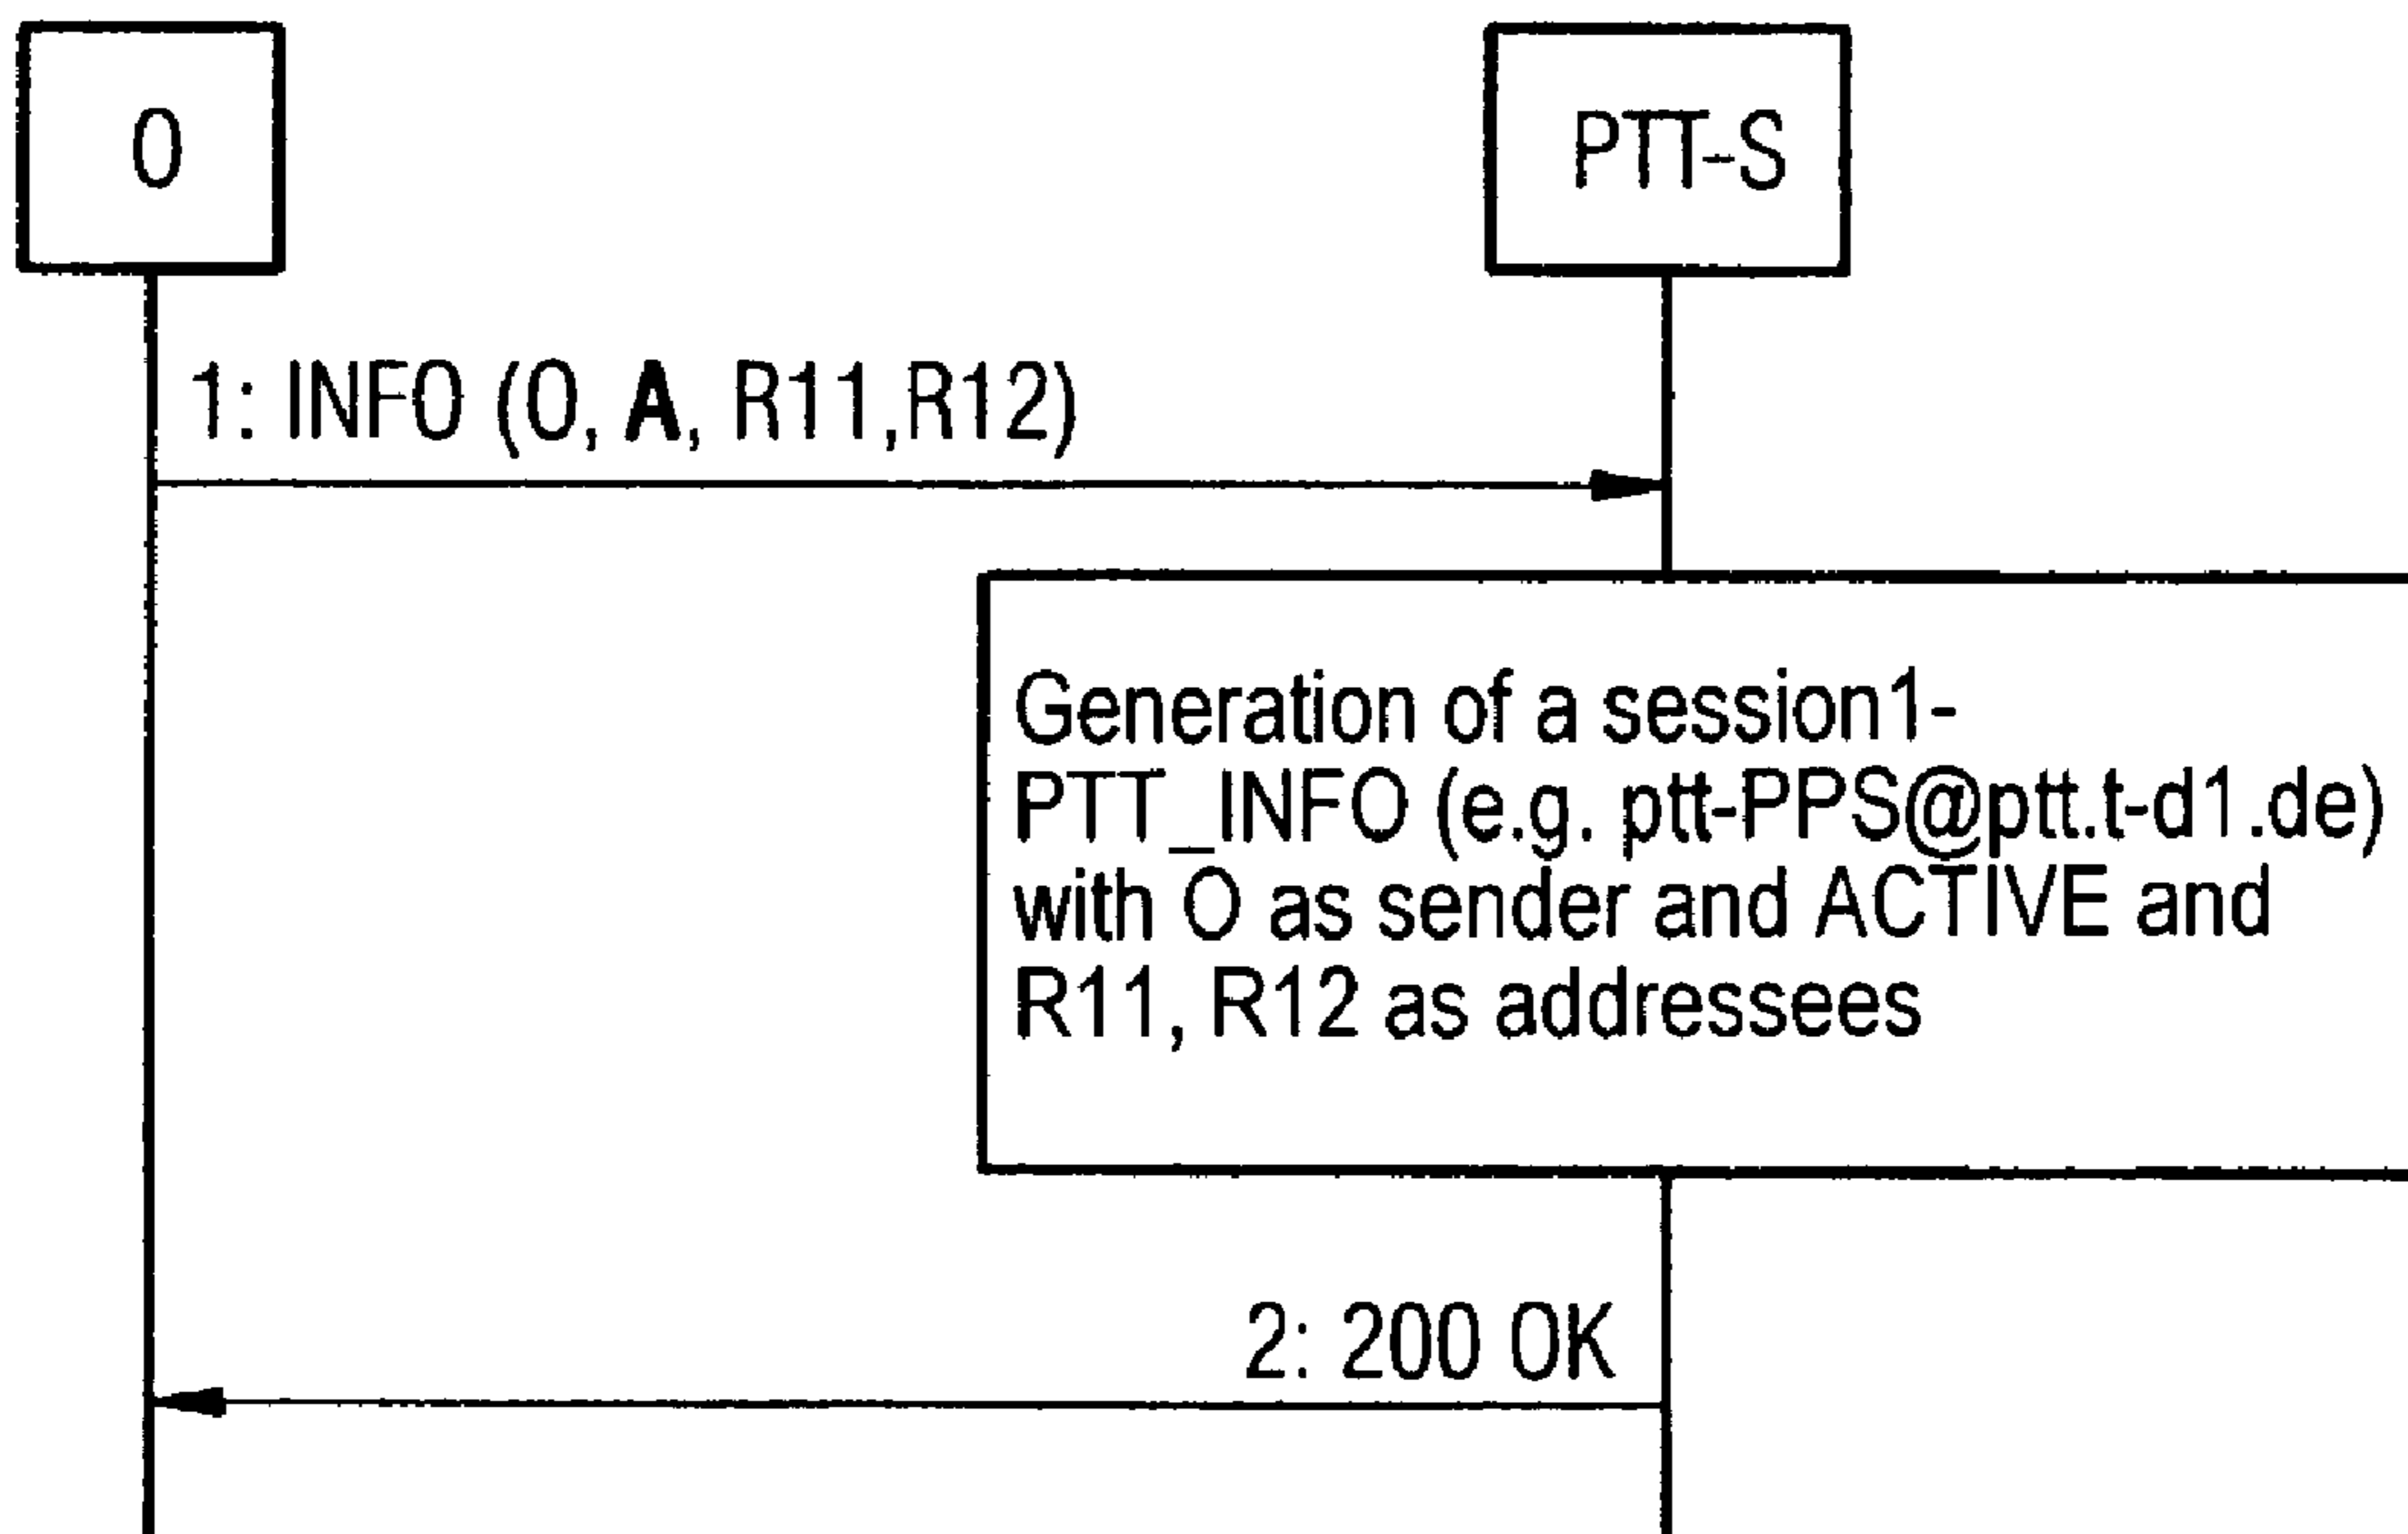 O
PTT-S
1: INFO (O, A, R11,R12)
Generation of a session1-
PTT_INFO (e.g. ptt-PPS@ptt.t-d1.de)
with O as sender and ACTIVE and
R11, R12 as addressees
2: 200 OK